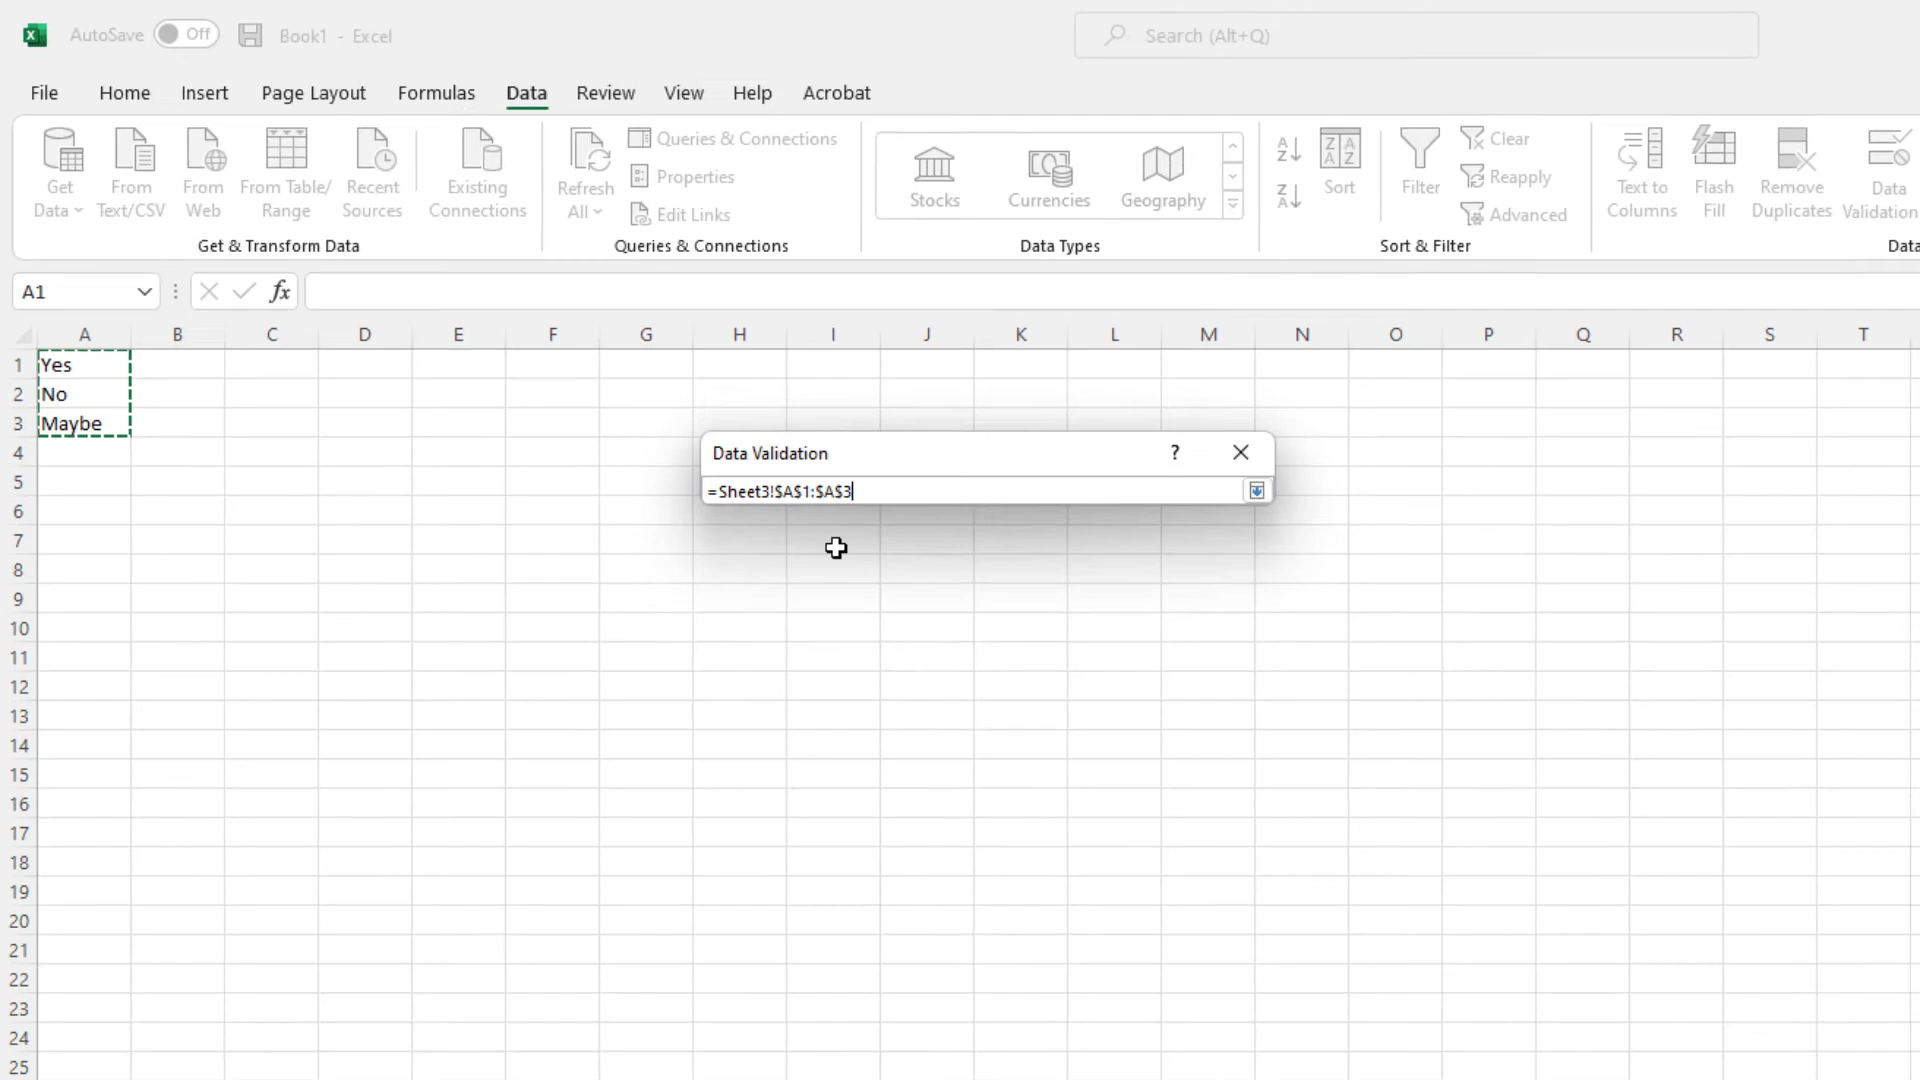 AutoSave Off Book1 - Excel Search (Alt+Q)
File Home Insert Page Layout Formulas Data Review View Help Acrobat
Get Data
From Text/CSV
From Web
From Table/ Range
Recent Sources
Existing Connections
Get & Transform Data
Refresh All
Queries & Connections
Properties
Edit Links
Queries & Connections
Stocks Currencies Geography
Data Types
Sort
Filter
Clear
Reapply
Advanced
Sort & Filter
Text to Columns
Flash Fill
Remove Duplicates
Data Validation
Data
A1 fx
A B C D E F G H I J K L M N O P Q R S T
1 Yes
2 No
3 Maybe
Data Validation ?
=Sheet3!$A$1:$A$3
4
5
6
7
8
9
10
11
12
13
14
15
16
17
18
19
20
21
22
23
24
25